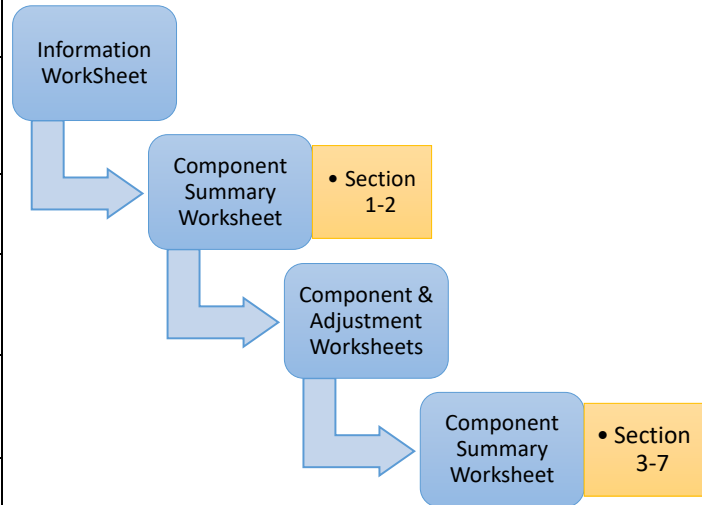 Information
WorkSheet
Component
Summary
Worksheet
• Section
1-2
Component &
Adjustment
Worksheets
Component
Summary
Worksheet
• Section
3-7